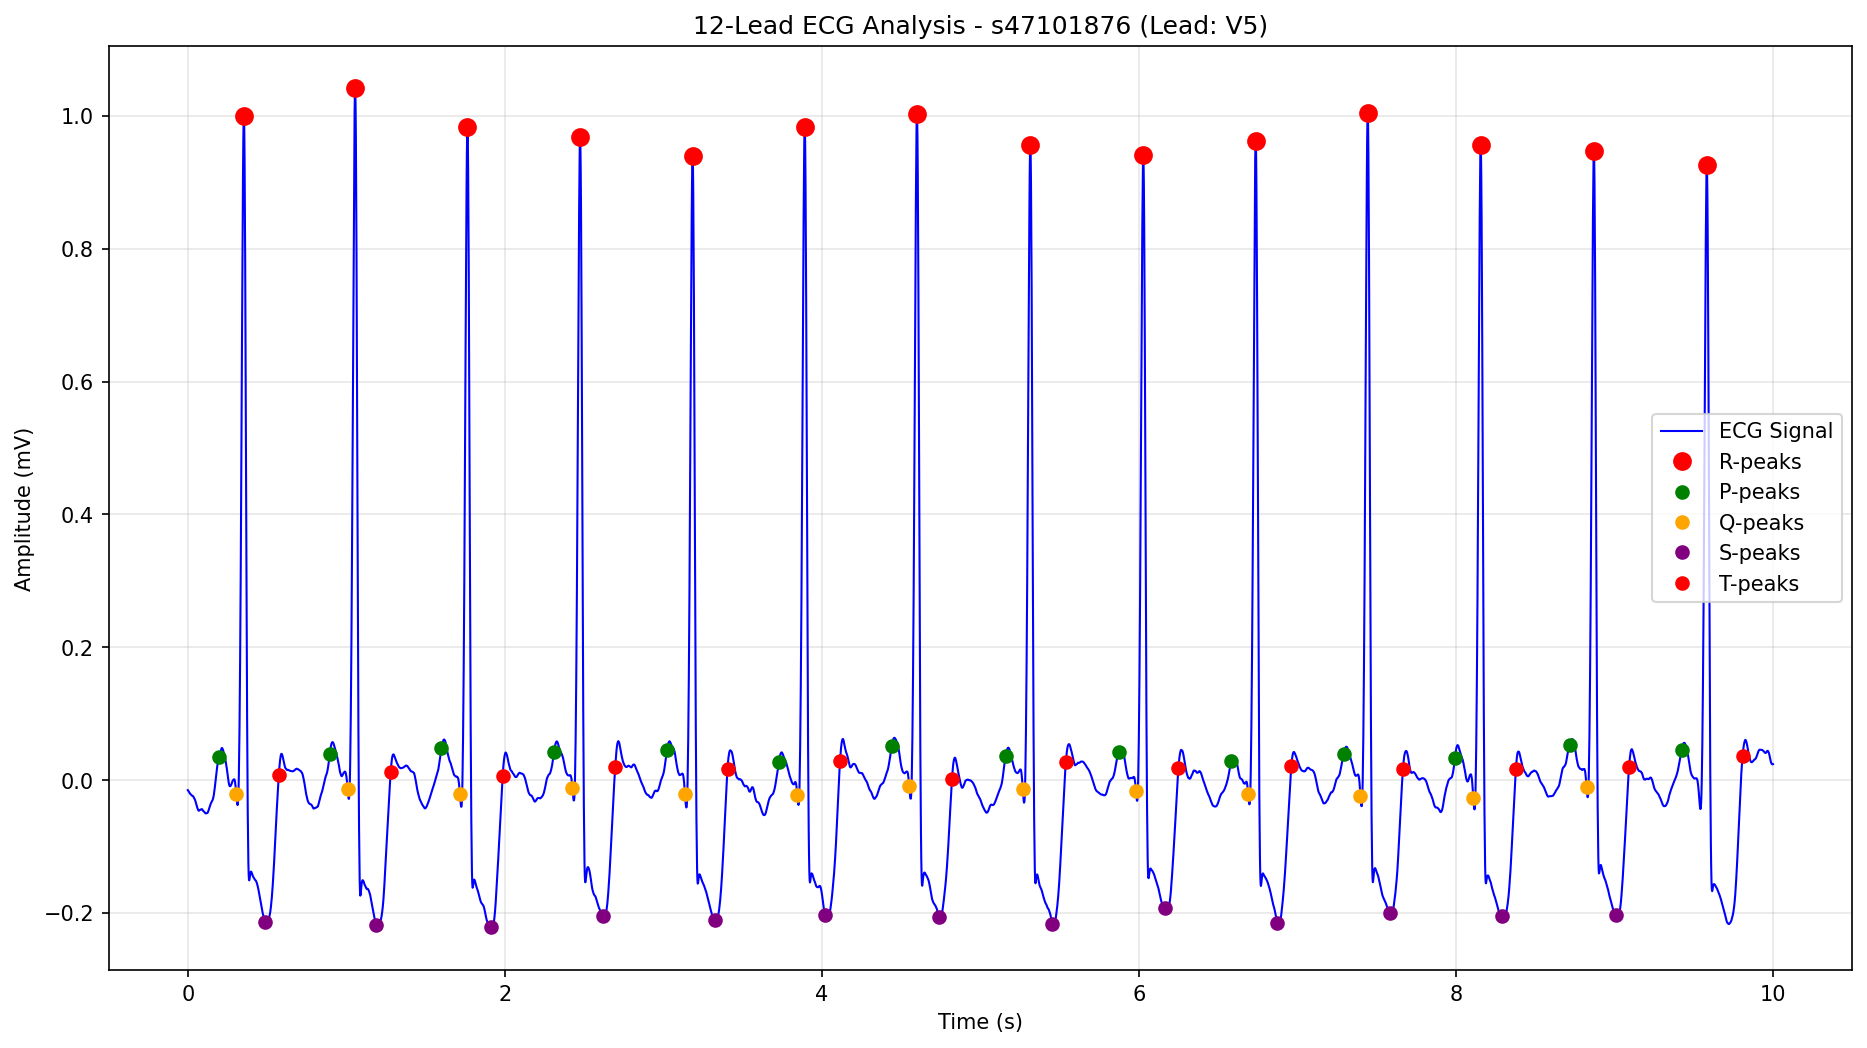 12-Lead ECG Analysis - s47101876 (Lead: V5)
Amplitude (mV)
1.0
0.8
0.6
0.4
0.2
0.0
−0.2
ECG Signal
R-peaks
P-peaks
Q-peaks
S-peaks
T-peaks
0 2 4 6 8 10
Time (s)